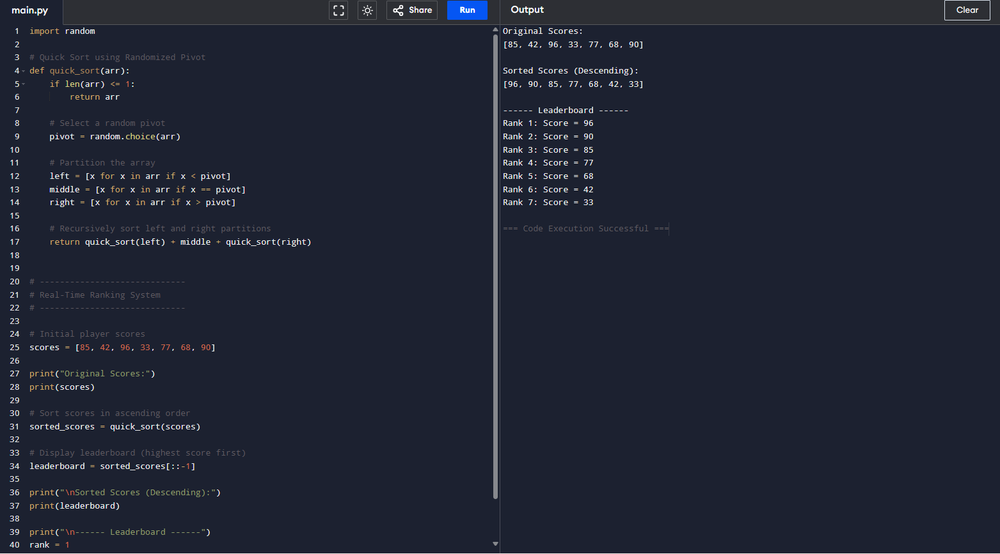 main.py
Share
Run
Output
Clear
1 import random
2
3 # Quick Sort using Randomized Pivot
4 def quick_sort(arr):
5     if len(arr) <= 1:
6         return arr
7
8     # Select a random pivot
9     pivot = random.choice(arr)
10
11     # Partition the array
12     left = [x for x in arr if x < pivot]
13     middle = [x for x in arr if x == pivot]
14     right = [x for x in arr if x > pivot]
15
16     # Recursively sort left and right partitions
17     return quick_sort(left) + middle + quick_sort(right)
18
19
20 # -----------------------------
21 # Real-Time Ranking System
22 # -----------------------------
23
24 # Initial player scores
25 scores = [85, 42, 96, 33, 77, 68, 90]
26
27 print("Original Scores:")
28 print(scores)
29
30 # Sort scores in ascending order
31 sorted_scores = quick_sort(scores)
32
33 # Display leaderboard (highest score first)
34 leaderboard = sorted_scores[::-1]
35
36 print("\nSorted Scores (Descending):")
37 print(leaderboard)
38
39 print("\n------ Leaderboard ------")
40 rank = 1
Original Scores:
[85, 42, 96, 33, 77, 68, 90]

Sorted Scores (Descending):
[96, 90, 85, 77, 68, 42, 33]

------ Leaderboard ------
Rank 1: Score = 96
Rank 2: Score = 90
Rank 3: Score = 85
Rank 4: Score = 77
Rank 5: Score = 68
Rank 6: Score = 42
Rank 7: Score = 33

=== Code Execution Successful ===